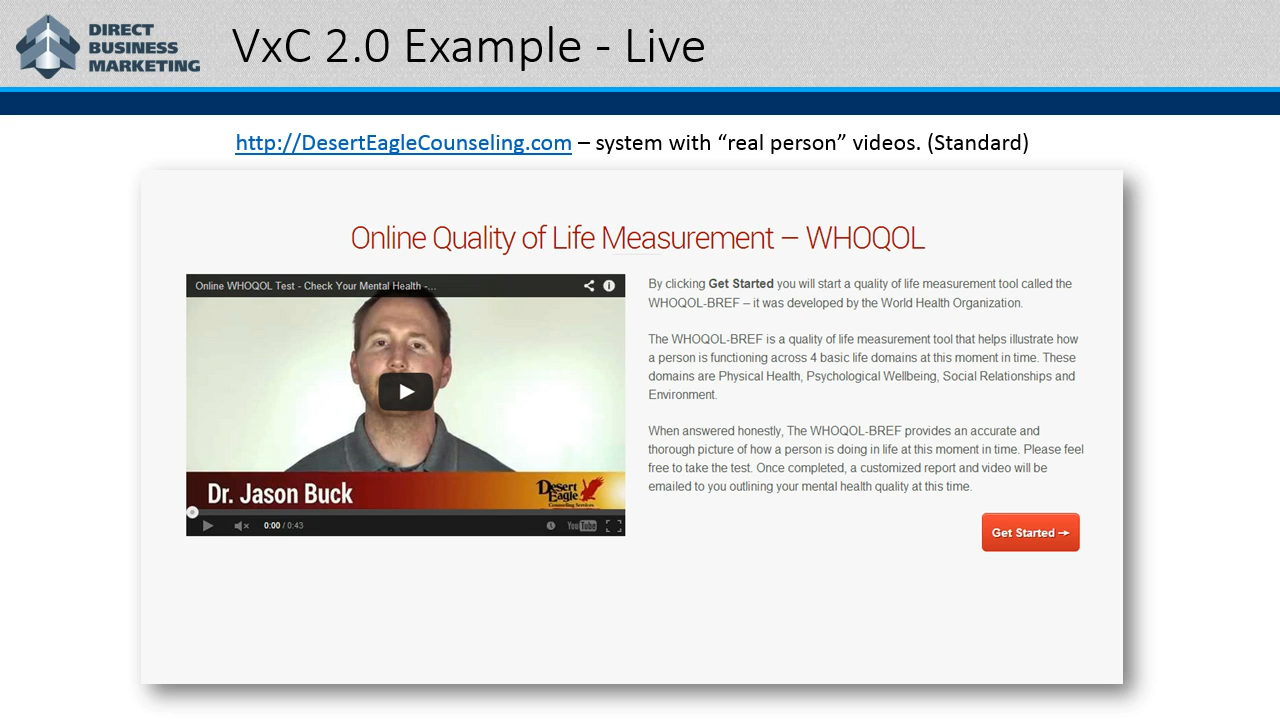 DIRECT
BUSINESS
MARKETING
VxC 2.0 Example - Live
http://DesertEagleCounseling.com – system with “real person” videos. (Standard)
Online Quality of Life Measurement – WHOQOL
Online WHOQOL Test - Check Your Mental Health -...
Dr. Jason Buck
Desert
Eagle
Counseling Services
0:00 / 0:43
YouTube
By clicking Get Started you will start a quality of life measurement tool called the
WHOQOL-BREF – it was developed by the World Health Organization.
The WHOQOL-BREF is a quality of life measurement tool that helps illustrate how
a person is functioning across 4 basic life domains at this moment in time. These
domains are Physical Health, Psychological Wellbeing, Social Relationships and
Environment.
When answered honestly, The WHOQOL-BREF provides an accurate and
thorough picture of how a person is doing in life at this moment in time. Please feel
free to take the test. Once completed, a customized report and video will be
emailed to you outlining your mental health quality at this time.
Get Started →